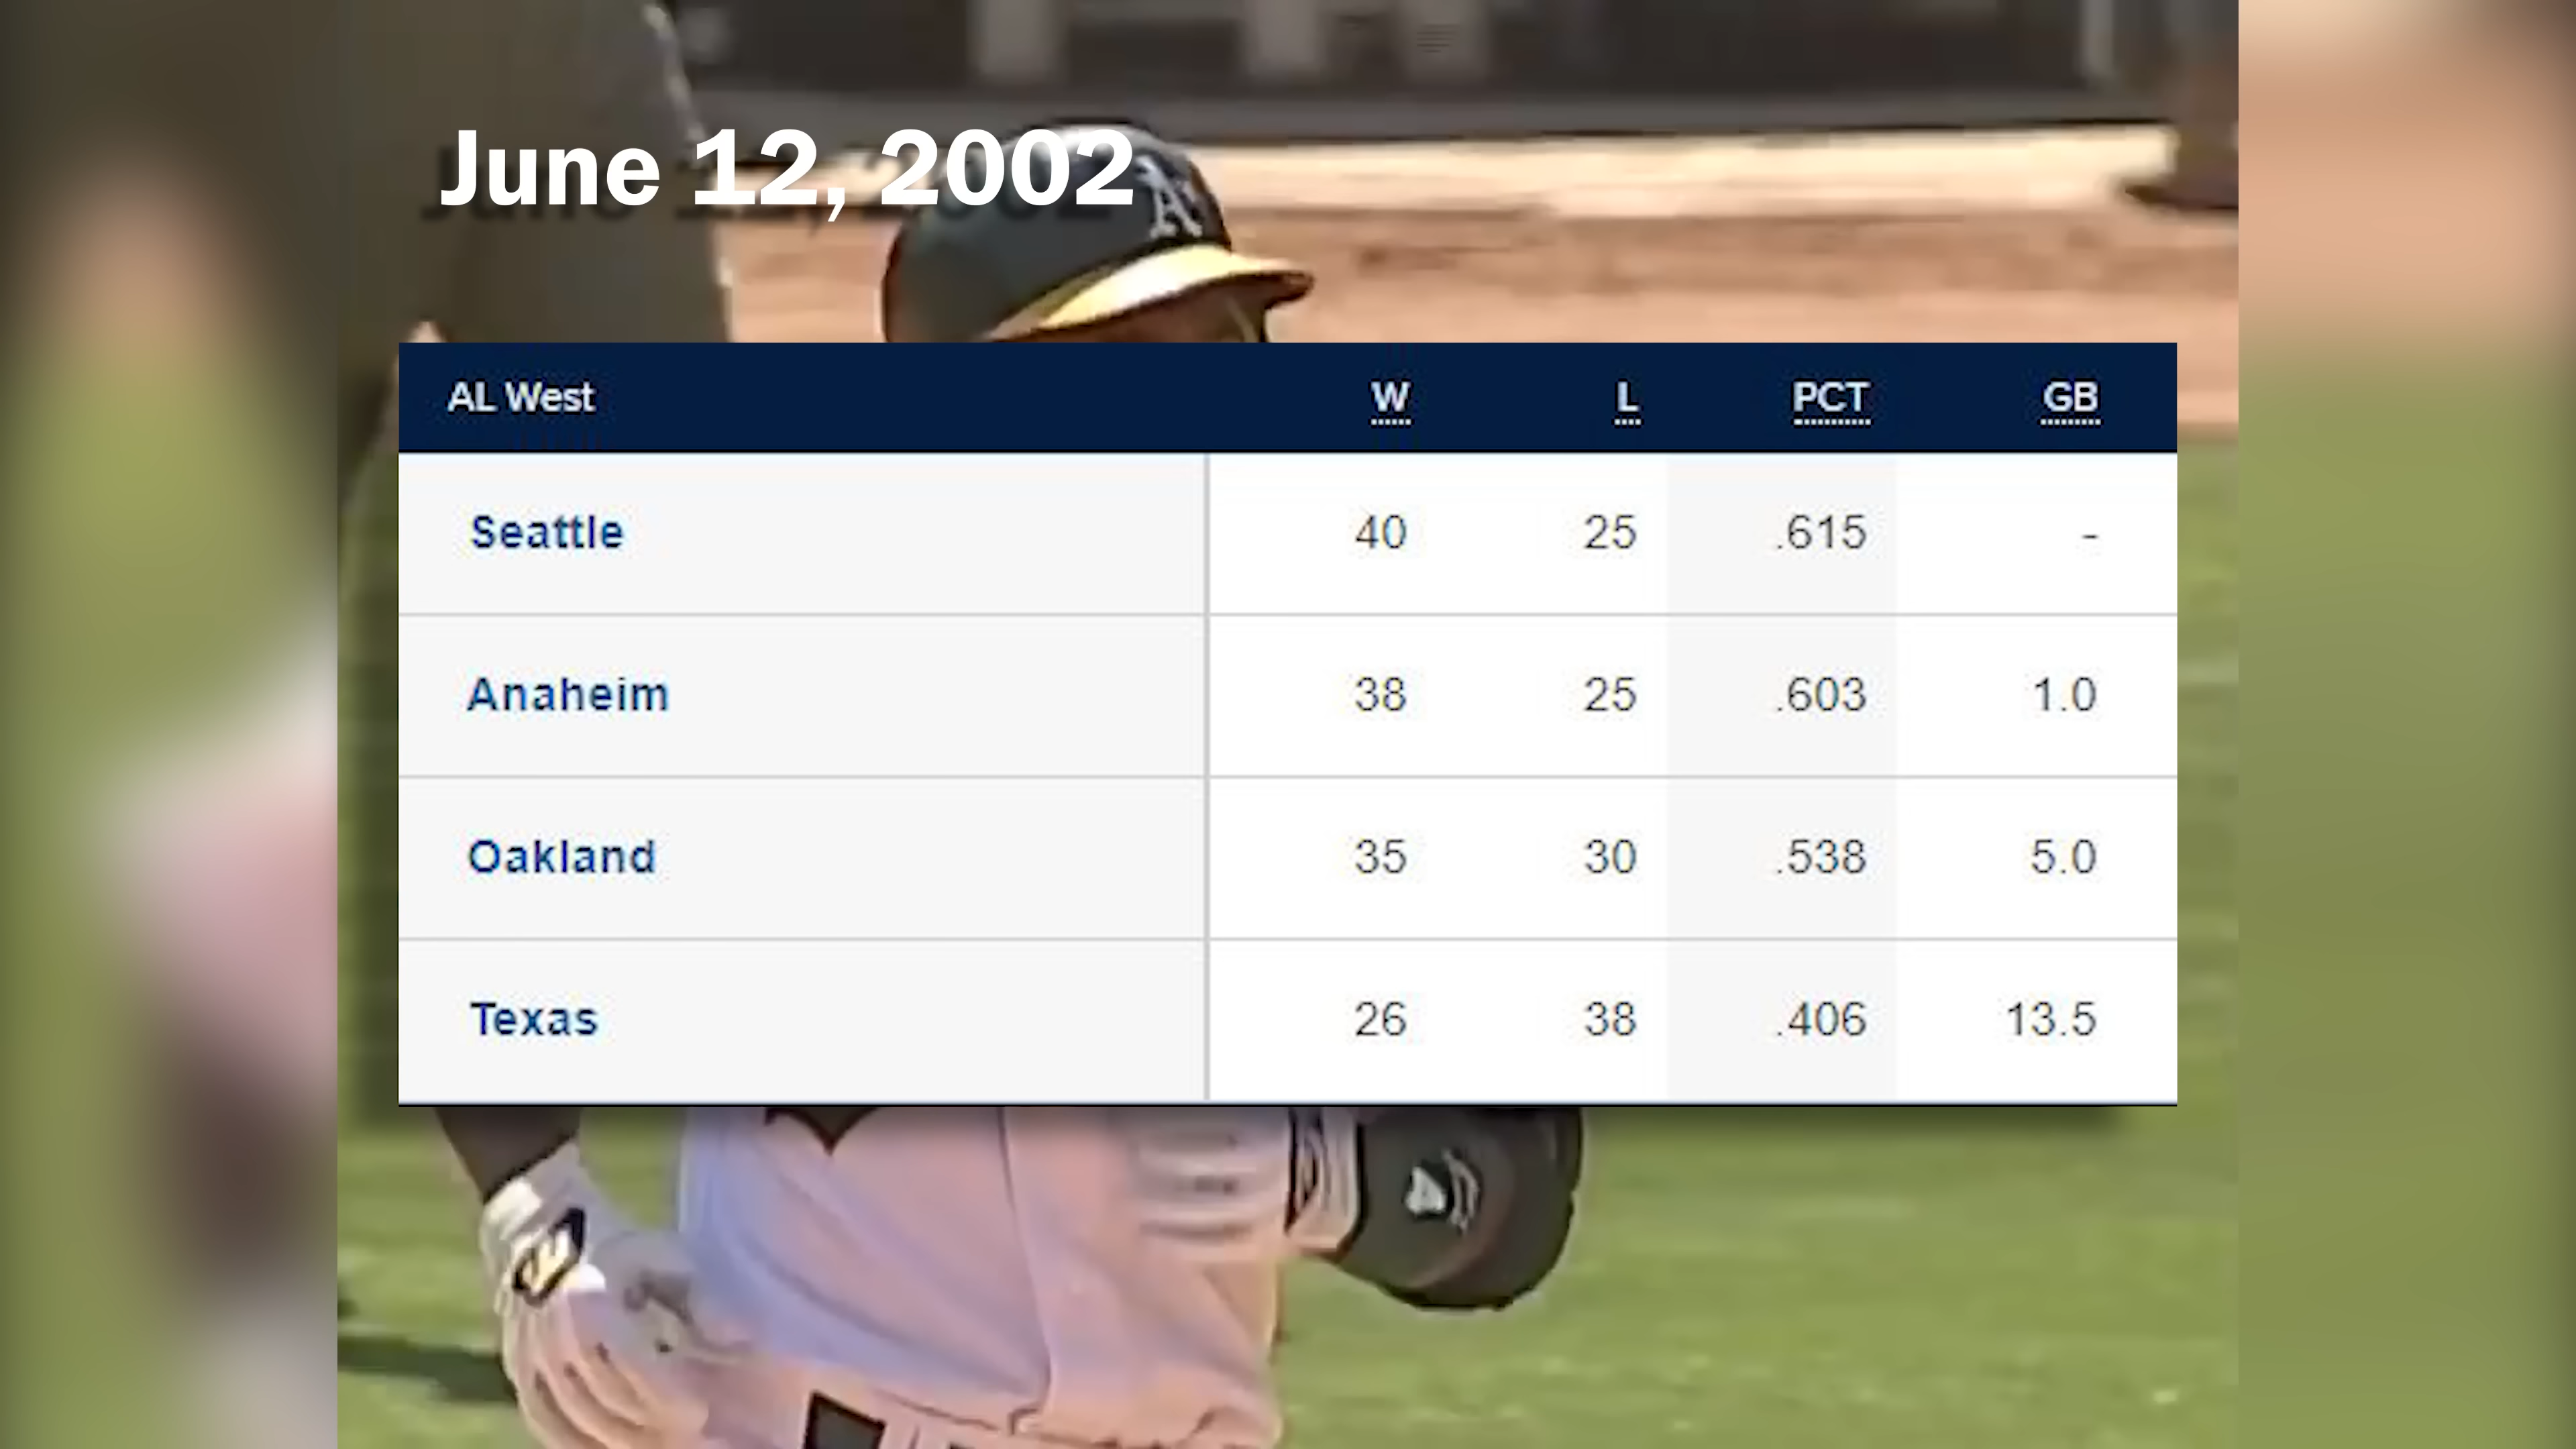 June 12, 2002
A's
AL West W L PCT GB
Seattle 40 25 .615 -
Anaheim 38 25 .603 1.0
Oakland 35 30 .538 5.0
Texas 26 38 .406 13.5